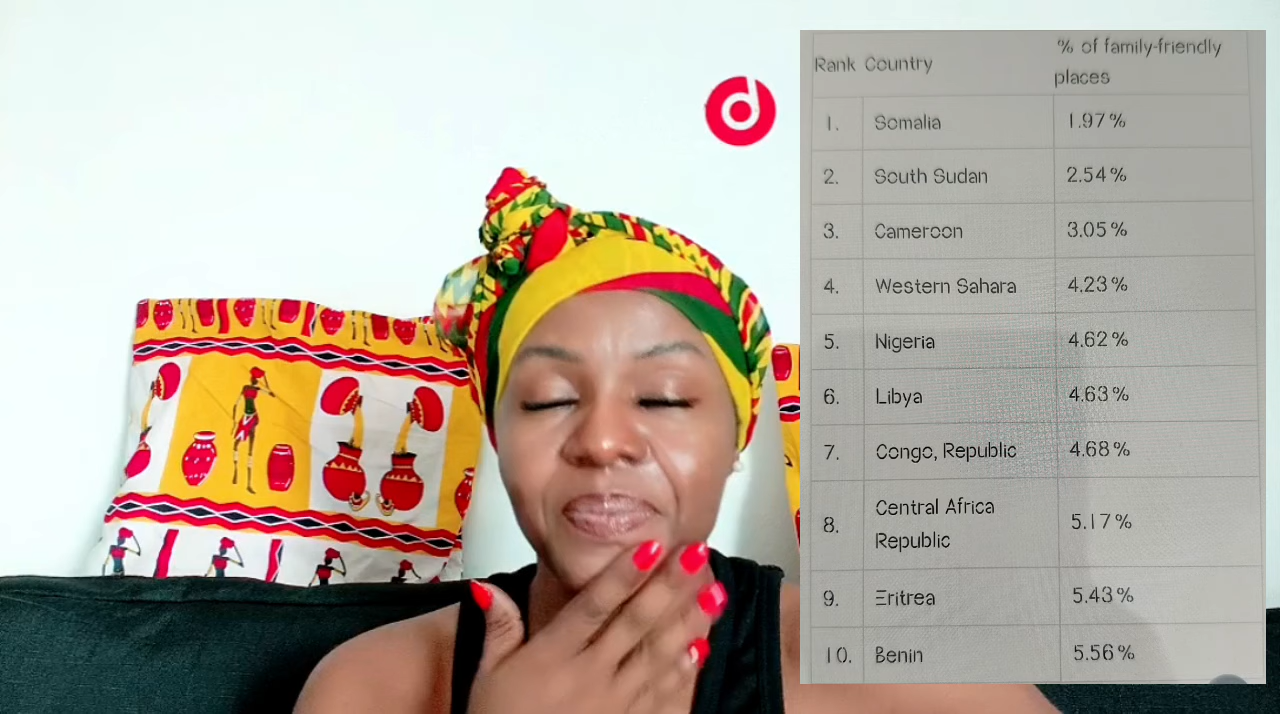 Rank Country % of family-friendly
places
1. Somalia 1.97%
2. South Sudan 2.54%
3. Cameroon 3.05%
4. Western Sahara 4.23%
5. Nigeria 4.62%
6. Libya 4.63%
7. Congo, Republic 4.68%
8. Central Africa
Republic 5.17%
9. Eritrea 5.43%
10. Benin 5.56%